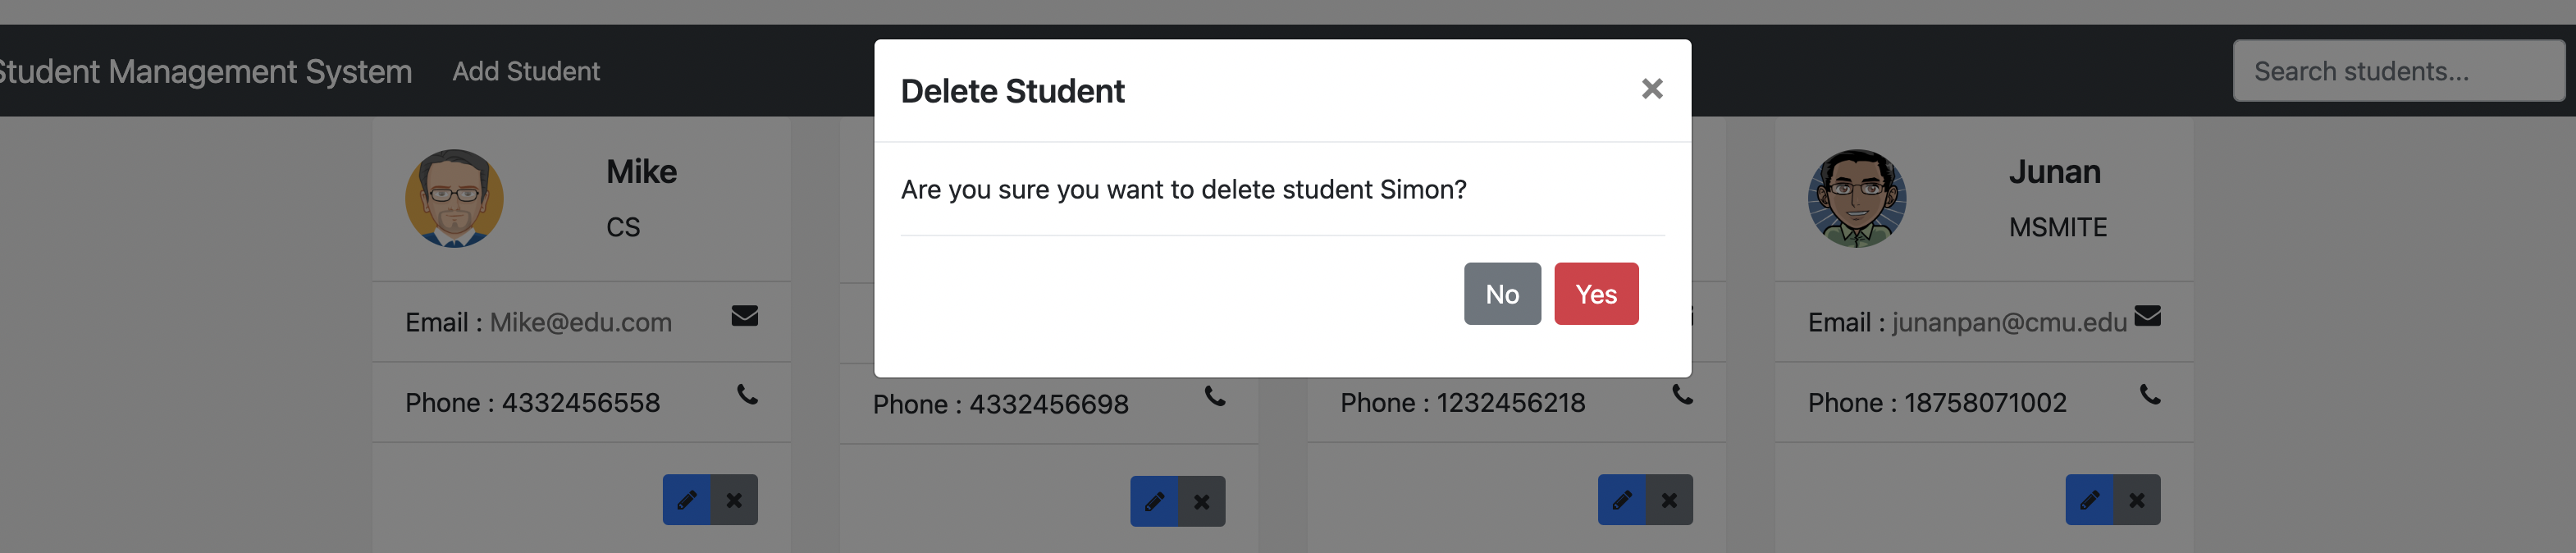 Student Management System Add Student Search students...
Delete Student
Are you sure you want to delete student Simon?
No Yes
Mike
CS
Email : Mike@edu.com
Phone : 4332456558
Phone : 4332456698
Phone : 1232456218
Junan
MSMITE
Email : junanpan@cmu.edu
Phone : 18758071002